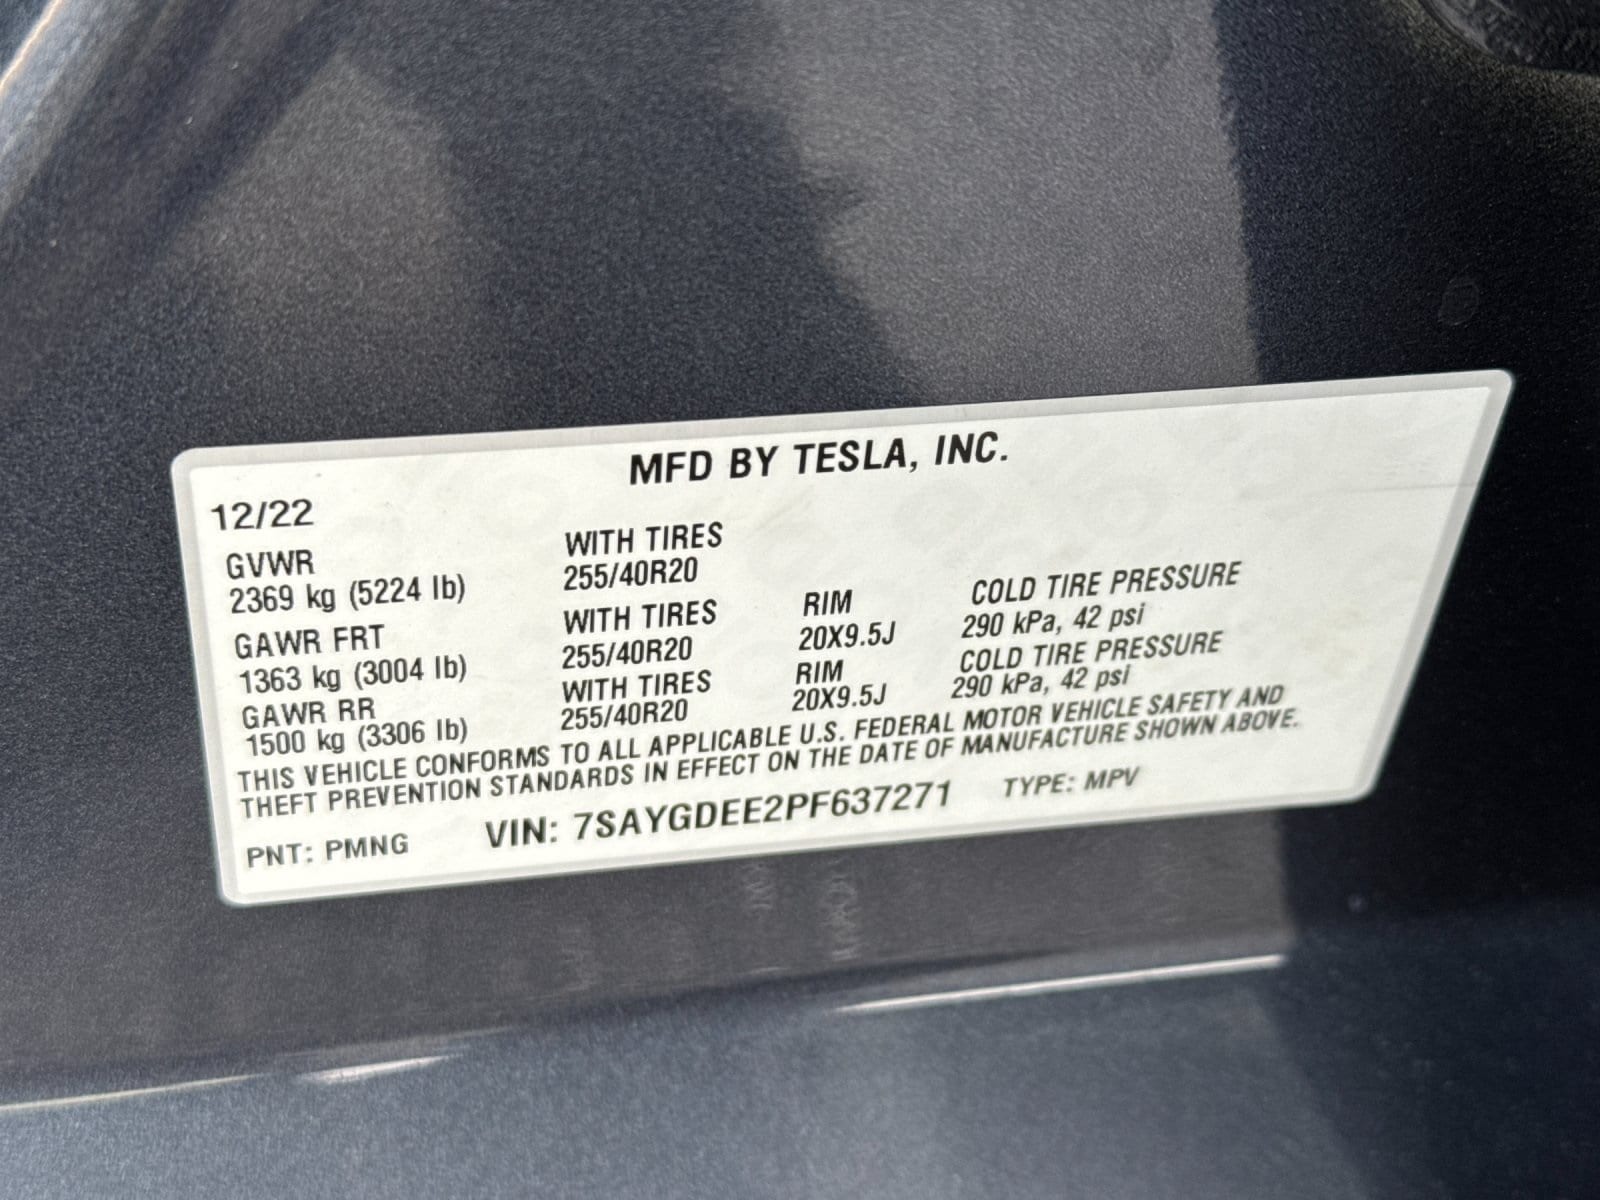 MFD BY TESLA, INC.
12/22
GVWR WITH TIRES
2369 kg (5224 lb) 255/40R20
GAWR FRT WITH TIRES RIM COLD TIRE PRESSURE
1363 kg (3004 lb) 255/40R20 20X9.5J 290 kPa, 42 psi
GAWR RR WITH TIRES RIM COLD TIRE PRESSURE
1500 kg (3306 lb) 255/40R20 20X9.5J 290 kPa, 42 psi
THIS VEHICLE CONFORMS TO ALL APPLICABLE U.S. FEDERAL MOTOR VEHICLE SAFETY AND
THEFT PREVENTION STANDARDS IN EFFECT ON THE DATE OF MANUFACTURE SHOWN ABOVE.
PNT: PMNG VIN: 7SAYGDEE2PF637271 TYPE: MPV